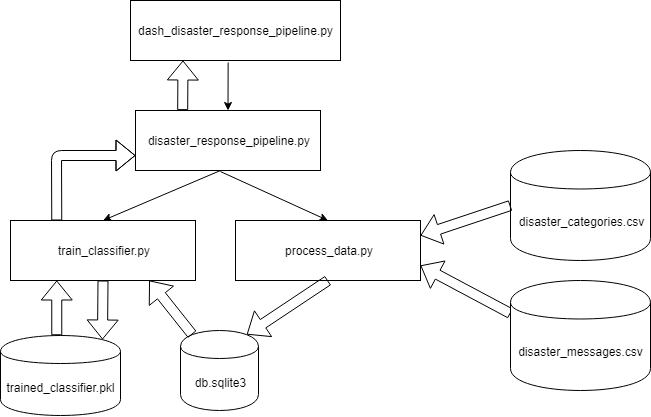 dash_disaster_response_pipeline.py
disaster_response_pipeline.py
disaster_categories.csv
train_classifier.py
process_data.py
disaster_messages.csv
trained_classifier.pkl
db.sqlite3